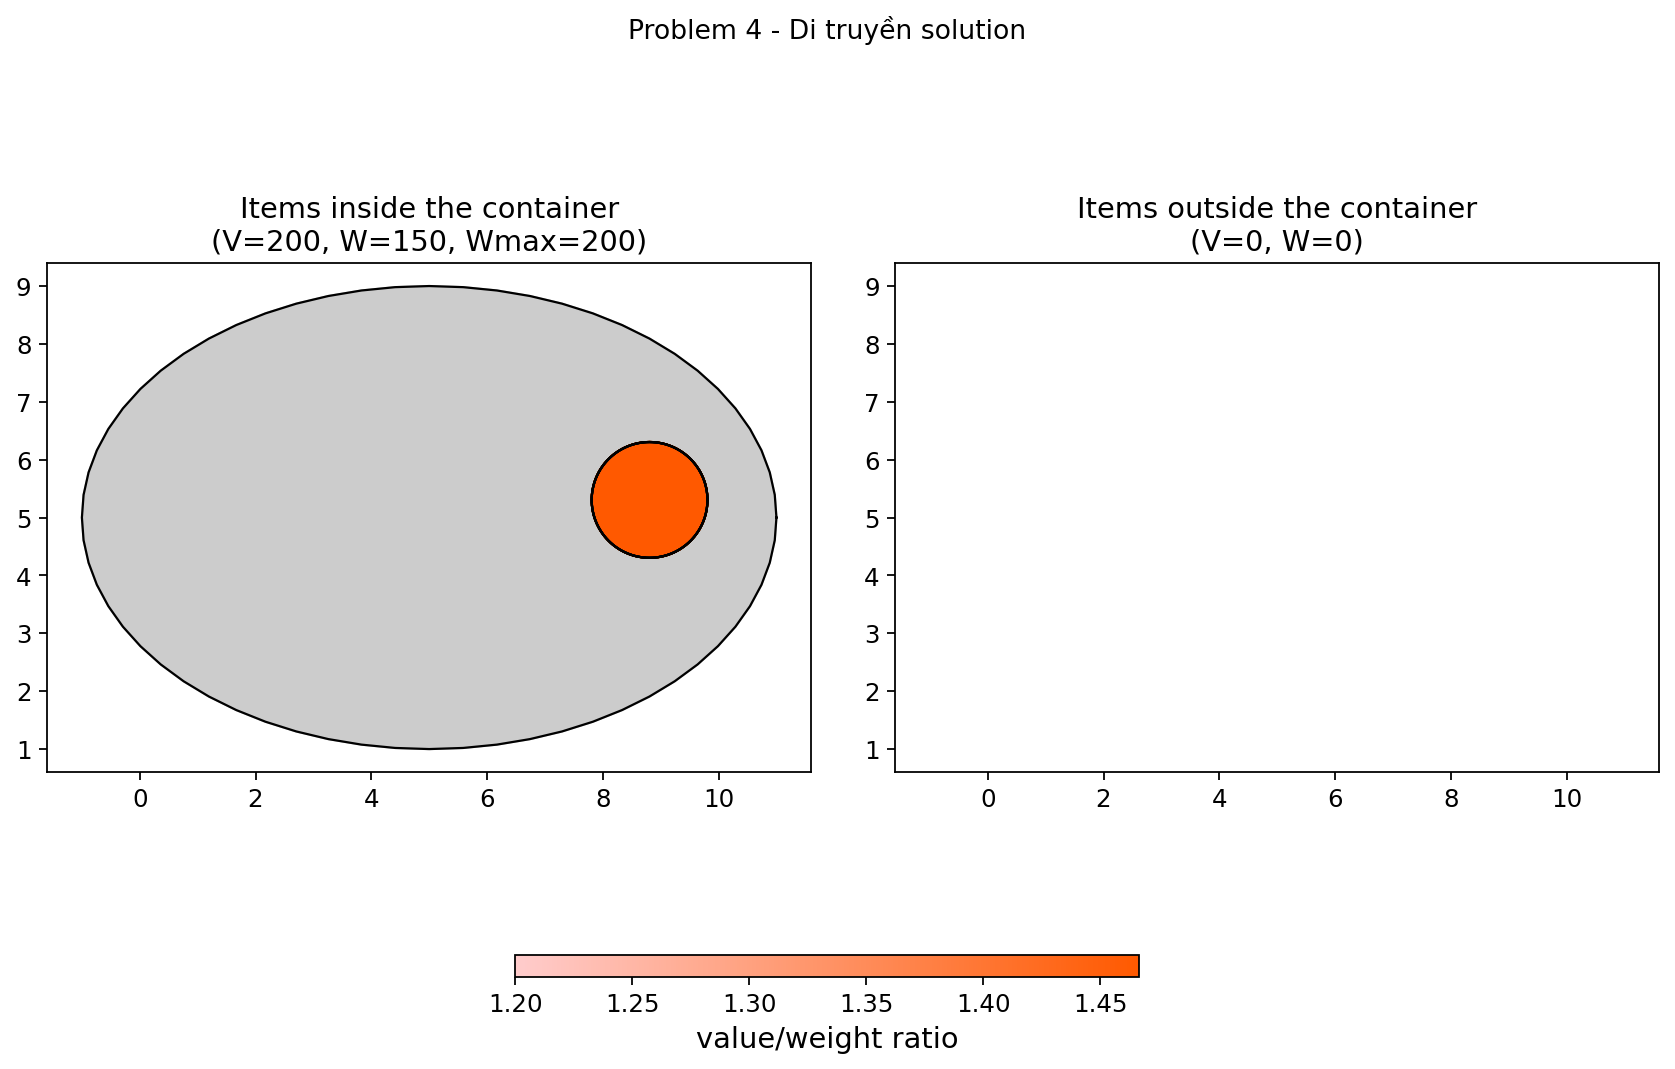 Problem 4 - Di truyền solution
Items inside the container
(V=200, W=150, Wmax=200)
Items outside the container
(V=0, W=0)
9
8
7
6
5
4
3
2
1
0 2 4 6 8 10
9
8
7
6
5
4
3
2
1
0 2 4 6 8 10
1.20 1.25 1.30 1.35 1.40 1.45
value/weight ratio